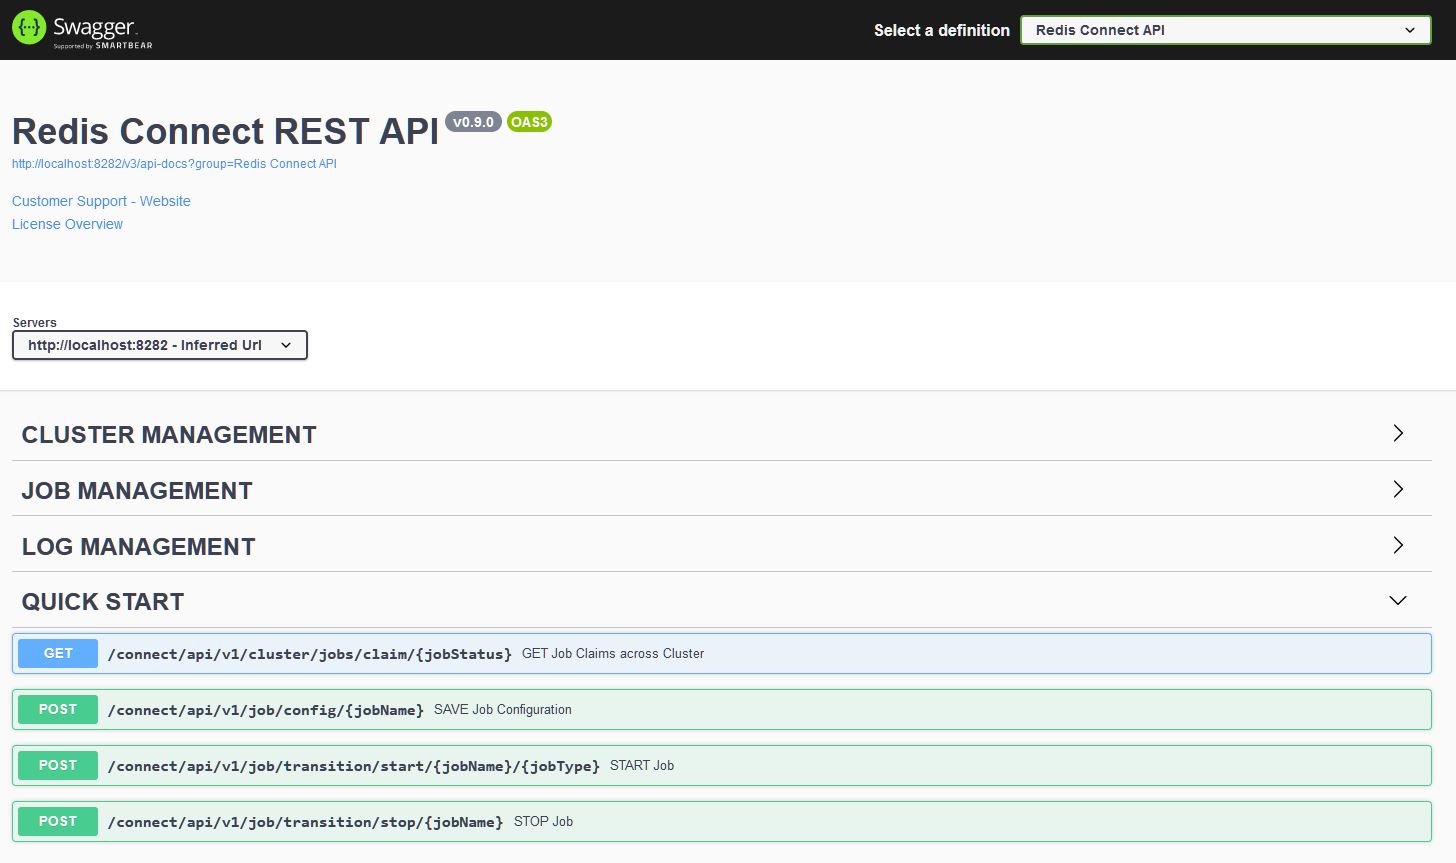 {···} Swagger.
Supported by SMARTBEAR
Select a definition Redis Connect API
Redis Connect REST API v0.9.0 OAS3
http://localhost:8282/v3/api-docs?group=Redis Connect API
Customer Support - Website
License Overview
Servers
http://localhost:8282 - Inferred Url
CLUSTER MANAGEMENT
JOB MANAGEMENT
LOG MANAGEMENT
QUICK START
GET /connect/api/v1/cluster/jobs/claim/{jobStatus} GET Job Claims across Cluster
POST /connect/api/v1/job/config/{jobName} SAVE Job Configuration
POST /connect/api/v1/job/transition/start/{jobName}/{jobType} START Job
POST /connect/api/v1/job/transition/stop/{jobName} STOP Job